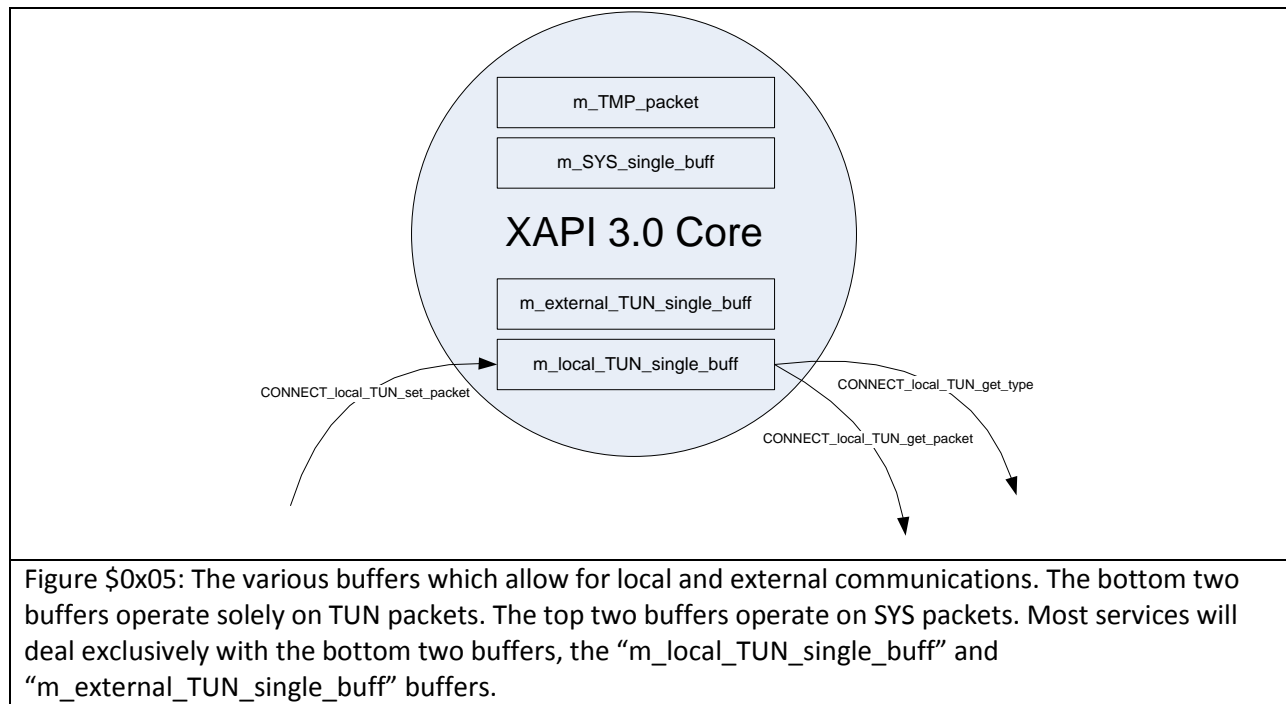 m_TMP_packet
m_SYS_single_buff
XAPI 3.0 Core
m_external_TUN_single_buff
m_local_TUN_single_buff
CONNECT_local_TUN_set_packet
CONNECT_local_TUN_get_type
CONNECT_local_TUN_get_packet
Figure $0x05: The various buffers which allow for local and external communications. The bottom two
buffers operate solely on TUN packets. The top two buffers operate on SYS packets. Most services will
deal exclusively with the bottom two buffers, the “m_local_TUN_single_buff” and
“m_external_TUN_single_buff” buffers.